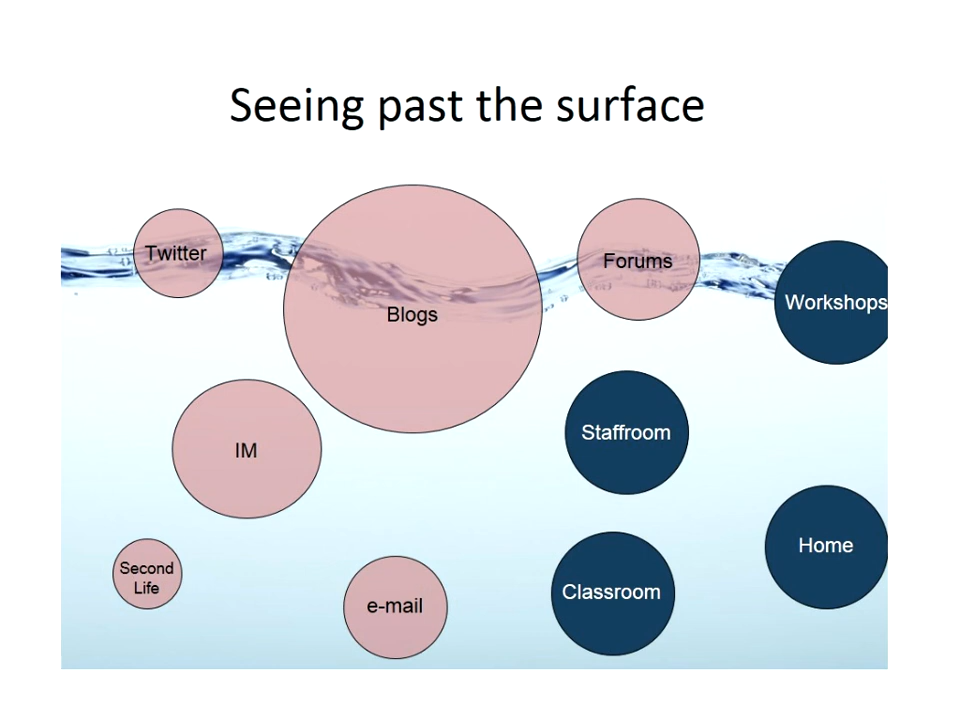 Seeing past the surface
Twitter
Blogs
Forums
Workshops
IM
Staffroom
Second
Life
e-mail
Classroom
Home